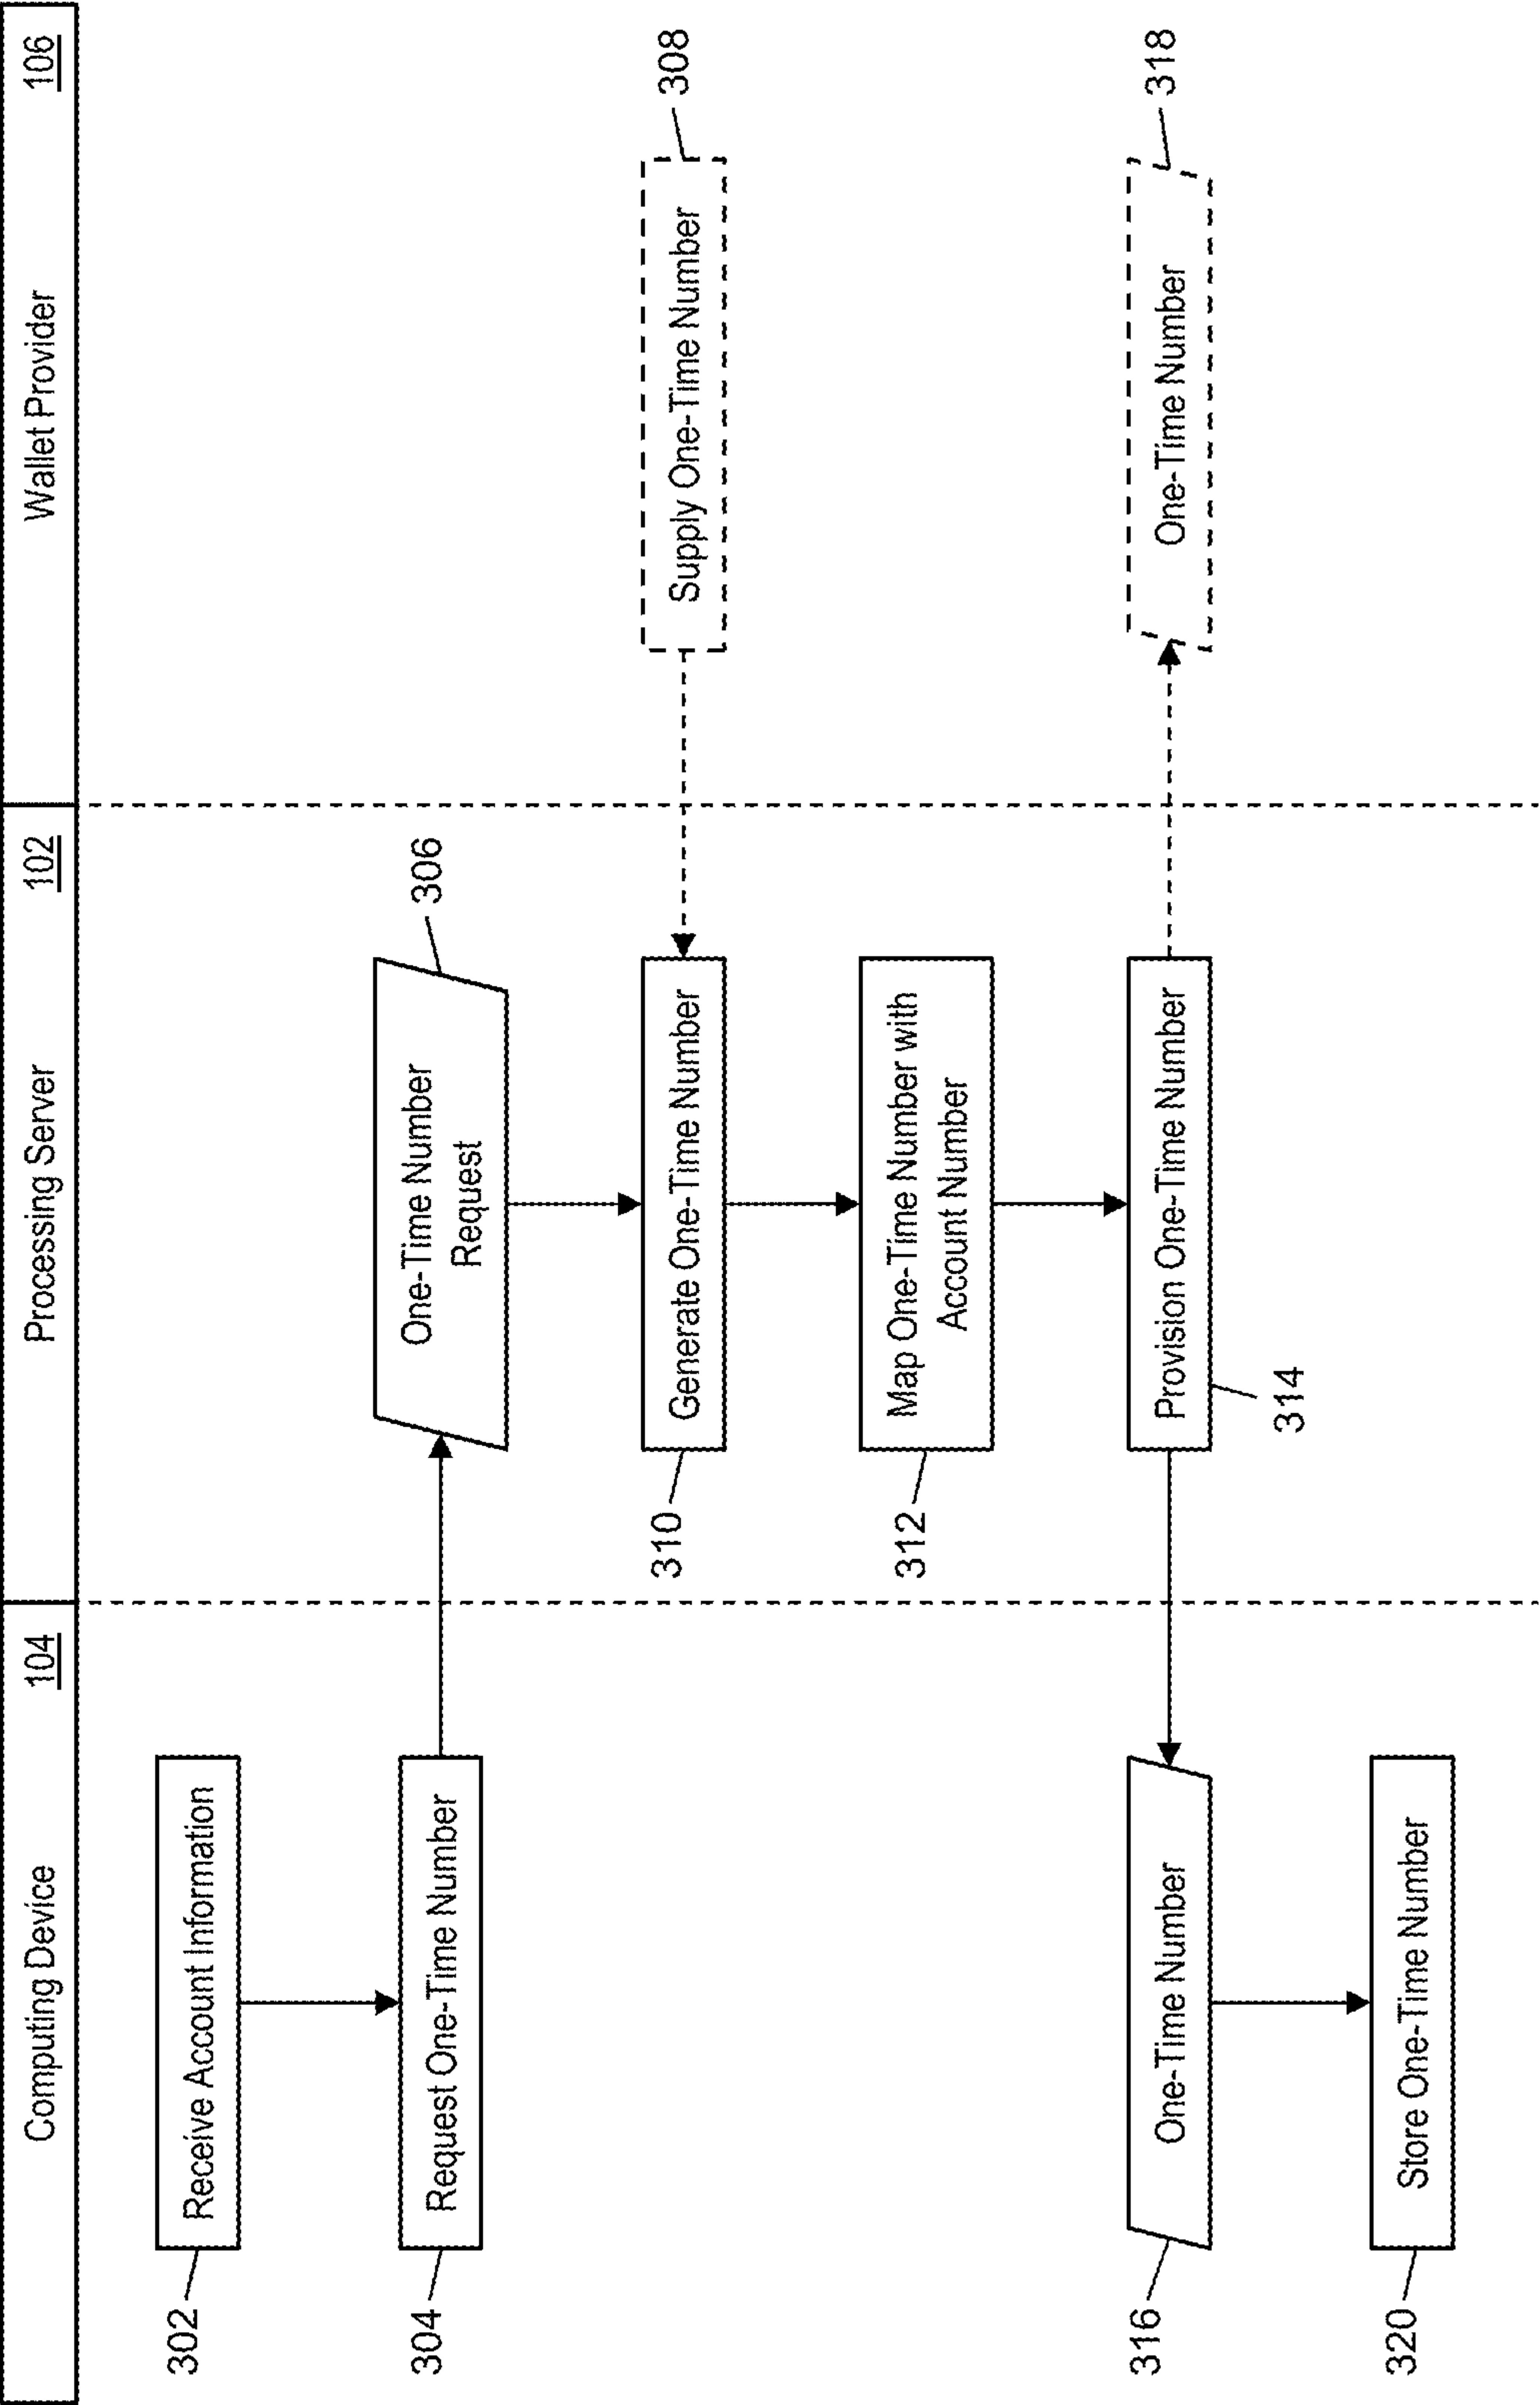 Computing Device 104
Processing Server 102
Wallet Provider 106
302
Receive Account Information
304
Request One-Time Number
One-Time Number
Request
306
Supply One-Time Number
308
310
Generate One-Time Number
312
Map One-Time Number with
Account Number
Provision One-Time Number
314
316
One-Time Number
One-Time Number
318
320
Store One-Time Number